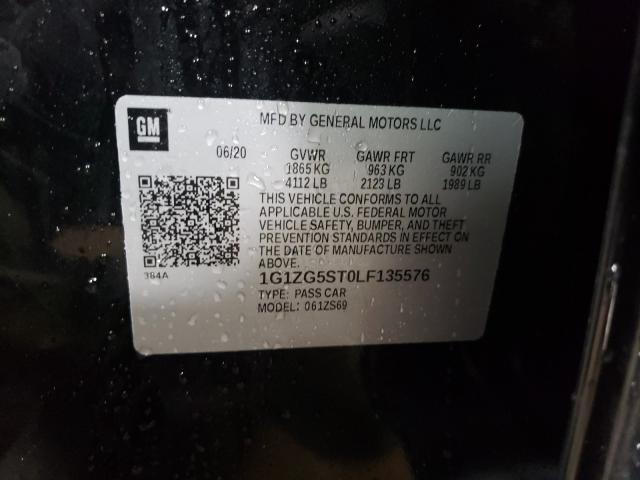 GM
MFD BY GENERAL MOTORS LLC
06/20 GVWR GAWR FRT GAWR RR
1865 KG 963 KG 902 KG
4112 LB 2123 LB 1989 LB
THIS VEHICLE CONFORMS TO ALL
APPLICABLE U.S. FEDERAL MOTOR
VEHICLE SAFETY, BUMPER, AND THEFT
PREVENTION STANDARDS IN EFFECT ON
THE DATE OF MANUFACTURE SHOWN
ABOVE.
384A
1G1ZG5ST0LF135576
TYPE: PASS CAR
MODEL: 061ZS69